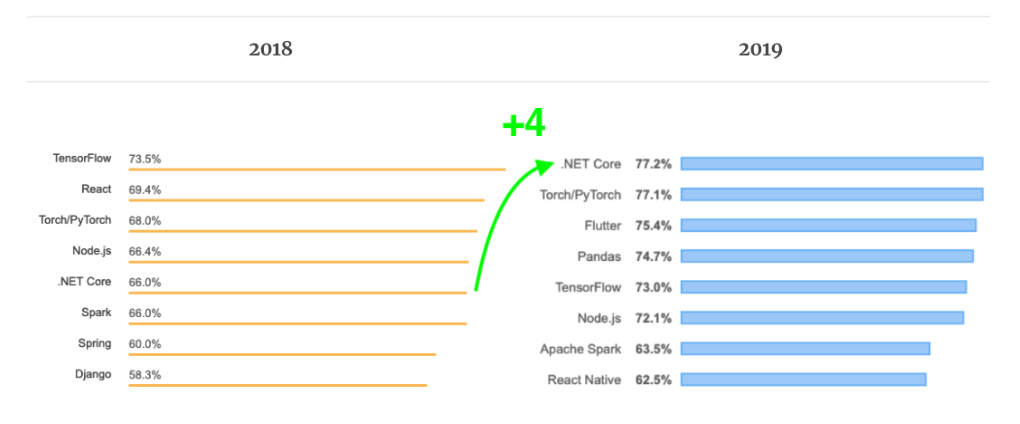 2018
2019
+4
TensorFlow 73.5%
React 69.4%
Torch/PyTorch 68.0%
Node.js 66.4%
.NET Core 66.0%
Spark 66.0%
Spring 60.0%
Django 58.3%
.NET Core 77.2%
Torch/PyTorch 77.1%
Flutter 75.4%
Pandas 74.7%
TensorFlow 73.0%
Node.js 72.1%
Apache Spark 63.5%
React Native 62.5%